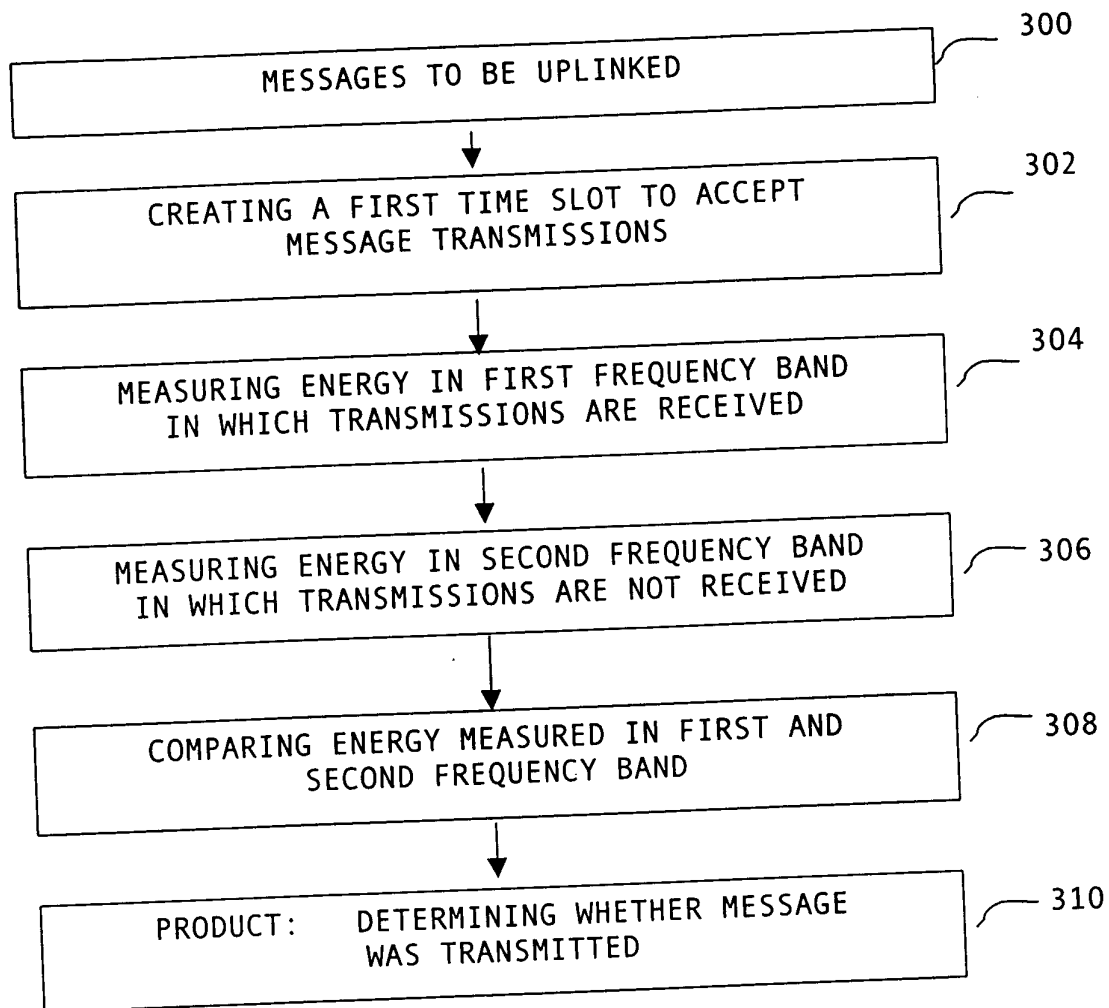 300
MESSAGES TO BE UPLINKED
302
CREATING A FIRST TIME SLOT TO ACCEPT
MESSAGE TRANSMISSIONS
304
MEASURING ENERGY IN FIRST FREQUENCY BAND
IN WHICH TRANSMISSIONS ARE RECEIVED
306
MEASURING ENERGY IN SECOND FREQUENCY BAND
IN WHICH TRANSMISSIONS ARE NOT RECEIVED
308
COMPARING ENERGY MEASURED IN FIRST AND
SECOND FREQUENCY BAND
310
PRODUCT: DETERMINING WHETHER MESSAGE
WAS TRANSMITTED